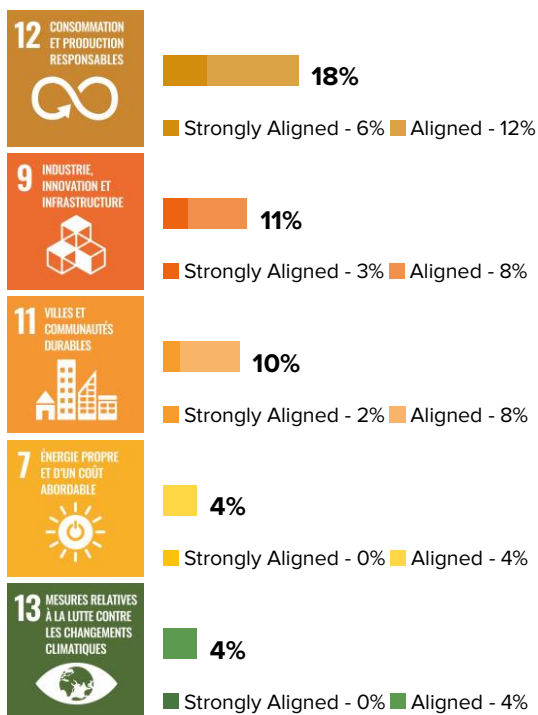 12 CONSOMMATION
ET PRODUCTION
RESPONSABLES
18%
Strongly Aligned - 6% Aligned - 12%
9 INDUSTRIE,
INNOVATION ET
INFRASTRUCTURE
11%
Strongly Aligned - 3% Aligned - 8%
11 VILLES ET
COMMUNAUTÉS
DURABLES
10%
Strongly Aligned - 2% Aligned - 8%
7 ÉNERGIE PROPRE
ET D'UN COÛT
ABORDABLE
4%
Strongly Aligned - 0% Aligned - 4%
13 MESURES RELATIVES
À LA LUTTE CONTRE
LES CHANGEMENTS
CLIMATIQUES
4%
Strongly Aligned - 0% Aligned - 4%